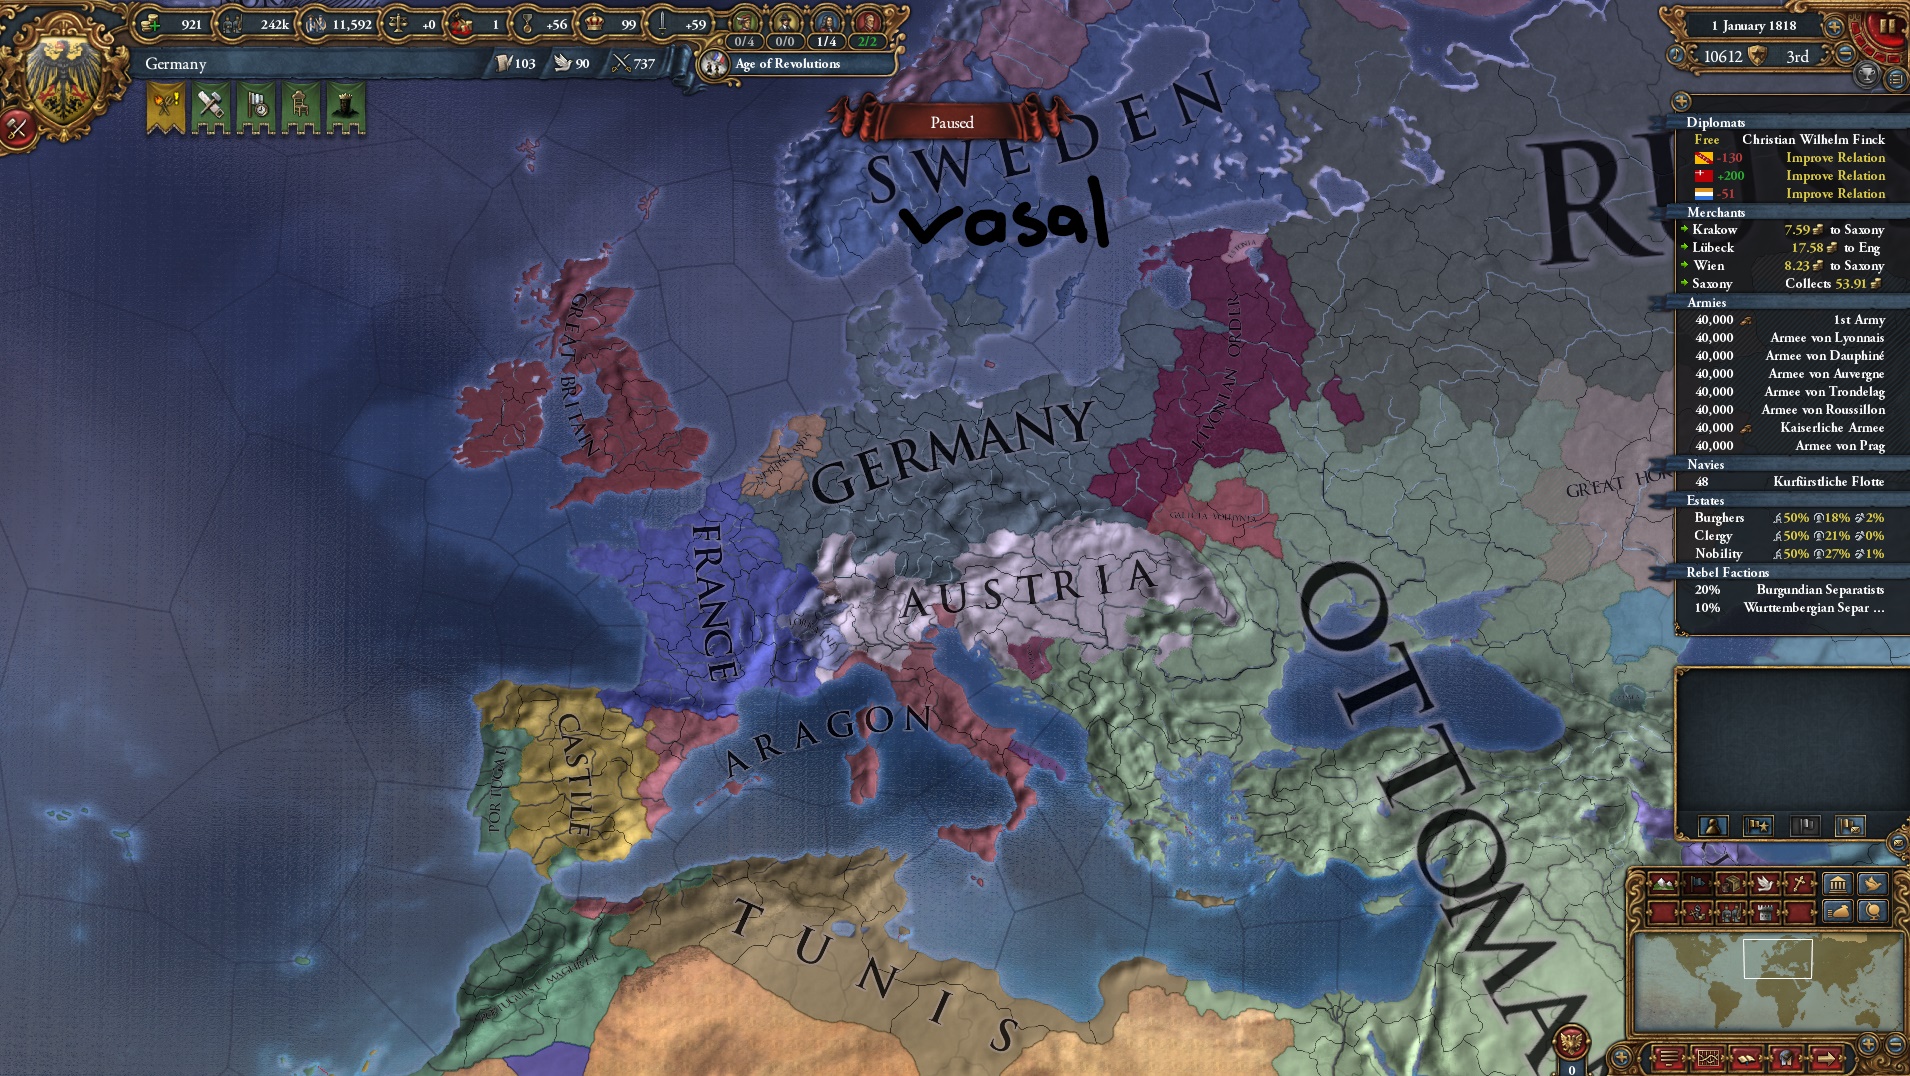 921 242k 11,592 +0 1 +56 99 +59
0/4 0/0 1/4 2/2
Germany 103 90 737
Age of Revolutions
1 January 1818
10612 3rd
Paused
SWEDEN
vasal
Diplomats
Free Christian Wilhelm Finck
-130 Improve Relation
+200 Improve Relation
-51 Improve Relation
Merchants
Krakow 7.59 to Saxony
Lübeck 17.58 to Eng
Wien 8.23 to Saxony
Saxony Collects 53.91
Armies
40,000 1st Army
40,000 Armee von Lyonnais
40,000 Armee von Dauphiné
40,000 Armee von Auvergne
40,000 Armee von Trondelag
40,000 Armee von Roussillon
40,000 Kaiserliche Armee
40,000 Armee von Prag
Navies
48 Kurfürstliche Flotte
Estates
Burghers 50% 18% 2%
Clergy 50% 21% 0%
Nobility 50% 27% 1%
Rebel Factions
20% Burgundian Separatists
10% Wurttembergian Separ ...
RUS
GREAT BRITAIN
LIVONIAN ORDER
NETHERLANDS
GERMANY
GREAT HOR
GALICIA VOLHYNIA
FRANCE
AUSTRIA
OTTOMA
ARAGON
CASTILE
PORTUGAL
TUNIS
PORTUGUESE MAGHREB
0